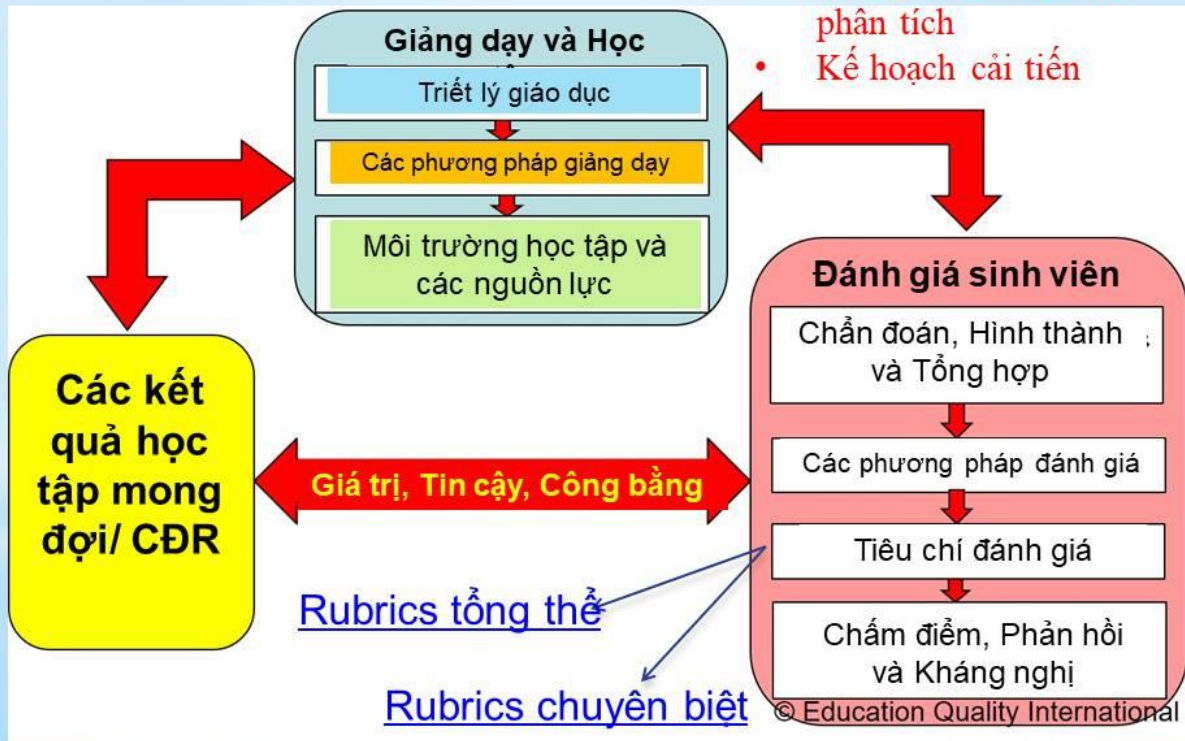 Giảng dạy và Học
Triết lý giáo dục
Các phương pháp giảng dạy
Môi trường học tập và
các nguồn lực
phân tích
• Kế hoạch cải tiến
Các kết
quả học
tập mong
đợi/ CĐR
Giá trị, Tin cậy, Công bằng
Đánh giá sinh viên
Chẩn đoán, Hình thành
và Tổng hợp
Các phương pháp đánh giá
Tiêu chí đánh giá
Chấm điểm, Phản hồi
và Kháng nghị
Rubrics tổng thể
Rubrics chuyên biệt
© Education Quality International